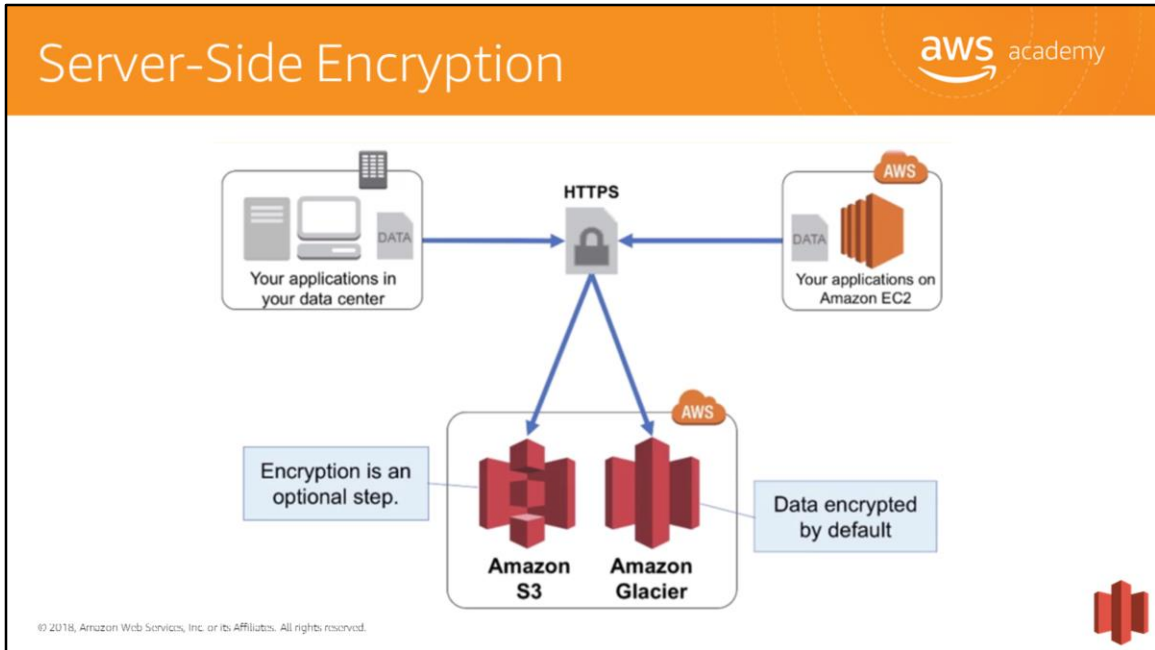 Server-Side Encryption
aws academy
AWS
HTTPS
DATA
DATA
Your applications in
your data center
Your applications on
Amazon EC2
AWS
Encryption is an
optional step.
Data encrypted
by default
Amazon
S3
Amazon
Glacier
© 2018, Amazon Web Services, Inc. or its Affiliates. All rights reserved.